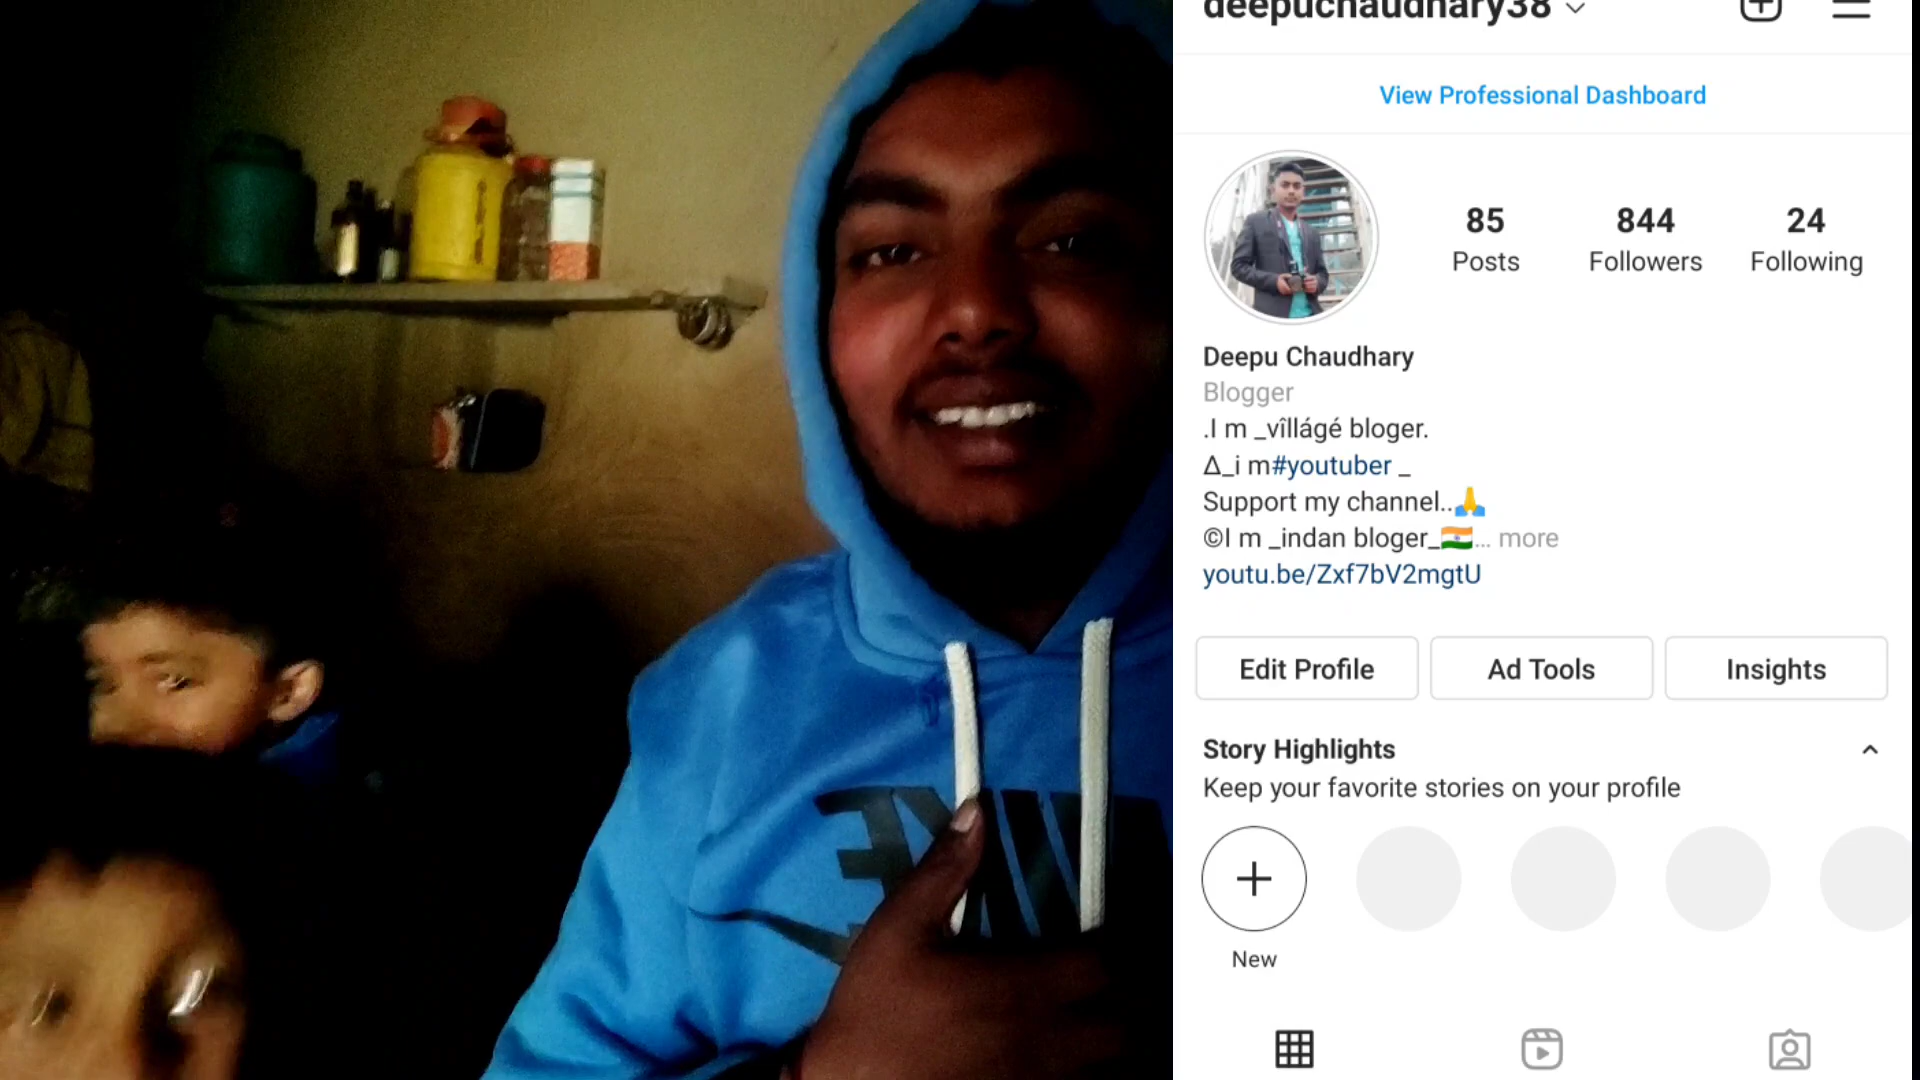 NIKE
deepuchaudhary38
View Professional Dashboard
85
Posts
844
Followers
24
Following
Deepu Chaudhary
Blogger
.I m _vîllágé bloger.
Δ_i m#youtuber _
Support my channel..🙏
©I m _indan bloger_🇮🇳... more
youtu.be/Zxf7bV2mgtU
Edit Profile
Ad Tools
Insights
Story Highlights
Keep your favorite stories on your profile
New